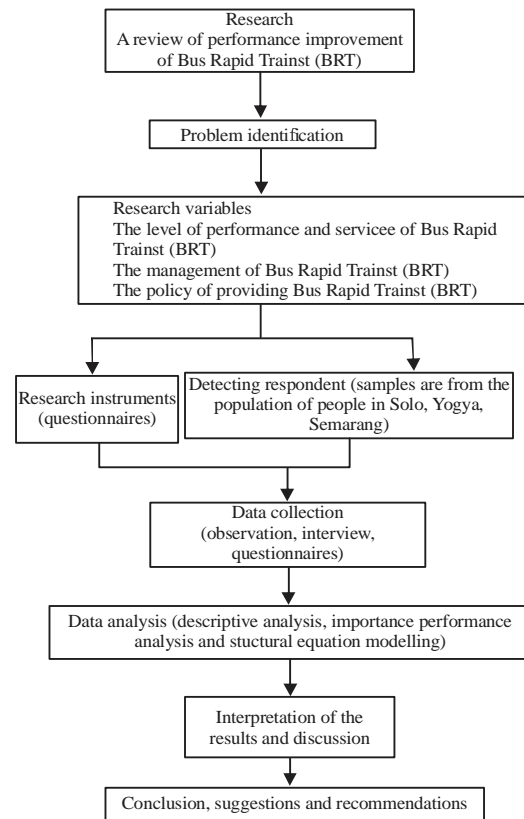 Research
A review of performance improvement
of Bus Rapid Trainst (BRT)
Problem identification
Research variables
The level of performance and servicee of Bus Rapid
Trainst (BRT)
The management of Bus Rapid Trainst (BRT)
The policy of providing Bus Rapid Trainst (BRT)
Research instruments
(questionnaires)
Detecting respondent (samples are from the
population of people in Solo, Yogya,
Semarang)
Data collection
(observation, interview,
questionnaires)
Data analysis (descriptive analysis, importance performance
analysis and stuctural equation modelling)
Interpretation of the
results and discussion
Conclusion, suggestions and recommendations